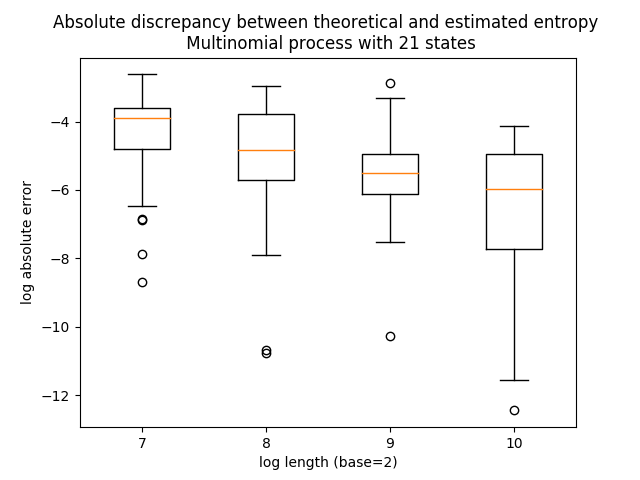 Absolute discrepancy between theoretical and estimated entropy
Multinomial process with 21 states
log absolute error
−4
−6
−8
−10
−12
7 8 9 10
log length (base=2)